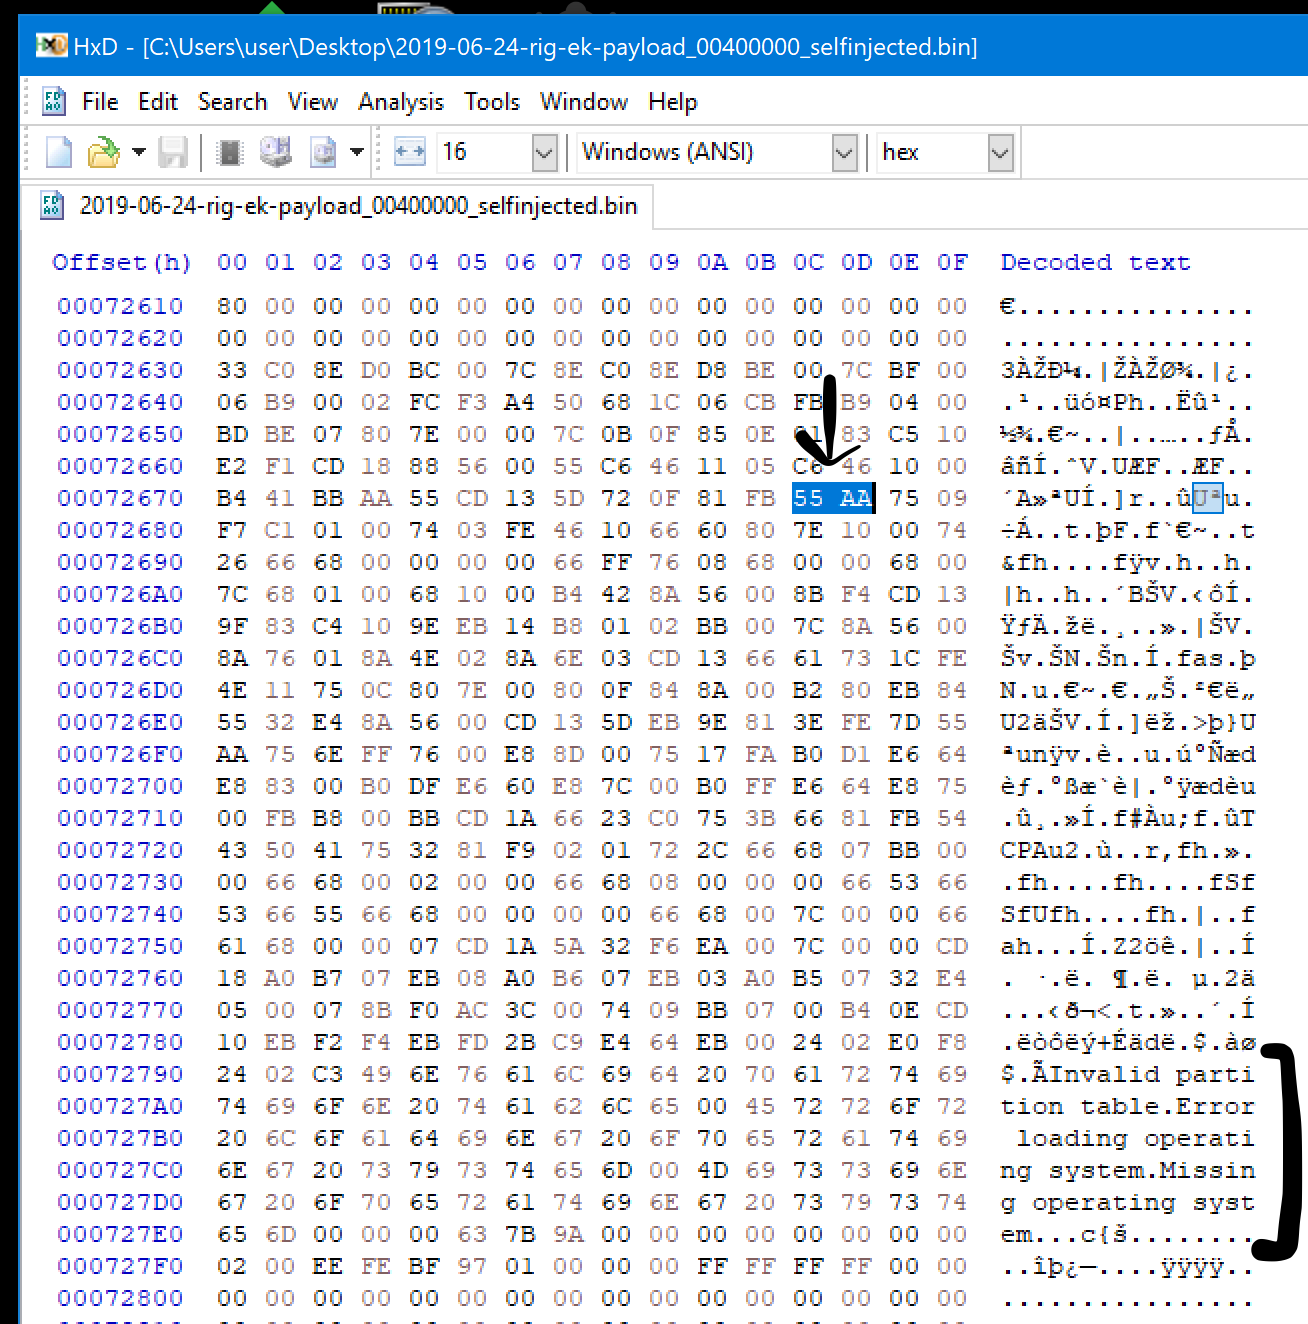 HxD - [C:\Users\user\Desktop\2019-06-24-rig-ek-payload_00400000_selfinjected.bin]
File Edit Search View Analysis Tools Window Help
16 Windows (ANSI) hex
2019-06-24-rig-ek-payload_00400000_selfinjected.bin
Offset(h) 00 01 02 03 04 05 06 07 08 09 0A 0B 0C 0D 0E 0F Decoded text
00072610 80 00 00 00 00 00 00 00 00 00 00 00 00 00 00 00 €...............
00072620 00 00 00 00 00 00 00 00 00 00 00 00 00 00 00 00 ................
00072630 33 C0 8E D0 BC 00 7C 8E C0 8E D8 BE 00 7C BF 00 3ÀŽÐ¼.|ŽÀŽØ¾.|¿.
00072640 06 B9 00 02 FC F3 A4 50 68 1C 06 CB FB B9 04 00 .¹..üó¤Ph..Ëû¹..
00072650 BD BE 07 80 7E 00 00 7C 0B 0F 85 0E 01 83 C5 10 ½¾.€~..|..….ƒÅ.
00072660 E2 F1 CD 18 88 56 00 55 C6 46 11 05 C6 46 10 00 âñÍ.ˆV.UÆF..ÆF..
00072670 B4 41 BB AA 55 CD 13 5D 72 0F 81 FB 55 AA 75 09 ´A»ªUÍ.]r..ûUªu.
00072680 F7 C1 01 00 74 03 FE 46 10 66 60 80 7E 10 00 74 ÷Á..t.þF.f`€~..t
00072690 26 66 68 00 00 00 00 66 FF 76 08 68 00 00 68 00 &fh....fÿv.h..h.
000726A0 7C 68 01 00 68 10 00 B4 42 8A 56 00 8B F4 CD 13 |h..h..´BŠV.‹ôÍ.
000726B0 9F 83 C4 10 9E EB 14 B8 01 02 BB 00 7C 8A 56 00 ŸƒÄ.žë.¸..».|ŠV.
000726C0 8A 76 01 8A 4E 02 8A 6E 03 CD 13 66 61 73 1C FE Šv.ŠN.Šn.Í.fas.þ
000726D0 4E 11 75 0C 80 7E 00 80 0F 84 8A 00 B2 80 EB 84 N.u.€~.€.„Š.²€ë„
000726E0 55 32 E4 8A 56 00 CD 13 5D EB 9E 81 3E FE 7D 55 U2äŠV.Í.]ëž.>þ}U
000726F0 AA 75 6E FF 76 00 E8 8D 00 75 17 FA B0 D1 E6 64 ªunÿv.è..u.ú°Ñæd
00072700 E8 83 00 B0 DF E6 60 E8 7C 00 B0 FF E6 64 E8 75 èƒ.°ßæ`è|.°ÿædèu
00072710 00 FB B8 00 BB CD 1A 66 23 C0 75 3B 66 81 FB 54 .û¸.»Í.f#Àu;f.ûT
00072720 43 50 41 75 32 81 F9 02 01 72 2C 66 68 07 BB 00 CPAu2.ù..r,fh.».
00072730 00 66 68 00 02 00 00 66 68 08 00 00 00 66 53 66 .fh....fh....fSf
00072740 53 66 55 66 68 00 00 00 00 66 68 00 7C 00 00 66 SfUfh....fh.|..f
00072750 61 68 00 00 07 CD 1A 5A 32 F6 EA 00 7C 00 00 CD ah...Í.Z2öê.|..Í
00072760 18 A0 B7 07 EB 08 A0 B6 07 EB 03 A0 B5 07 32 E4 . ·.ë. ¶.ë. µ.2ä
00072770 05 00 07 8B F0 AC 3C 00 74 09 BB 07 00 B4 0E CD ...‹ð¬<.t.»..´.Í
00072780 10 EB F2 F4 EB FD 2B C9 E4 64 EB 00 24 02 E0 F8 .ëòôëý+Éädë.$.àø
00072790 24 02 C3 49 6E 76 61 6C 69 64 20 70 61 72 74 69 $.ÃInvalid parti
000727A0 74 69 6F 6E 20 74 61 62 6C 65 00 45 72 72 6F 72 tion table.Error
000727B0 20 6C 6F 61 64 69 6E 67 20 6F 70 65 72 61 74 69 loading operati
000727C0 6E 67 20 73 79 73 74 65 6D 00 4D 69 73 73 69 6E ng system.Missin
000727D0 67 20 6F 70 65 72 61 74 69 6E 67 20 73 79 73 74 g operating syst
000727E0 65 6D 00 00 00 63 7B 9A 00 00 00 00 00 00 00 00 em...c{š........
000727F0 02 00 EE FE BF 97 01 00 00 00 FF FF FF FF 00 00 ..îþ¿—....ÿÿÿÿ..
00072800 00 00 00 00 00 00 00 00 00 00 00 00 00 00 00 00 ................